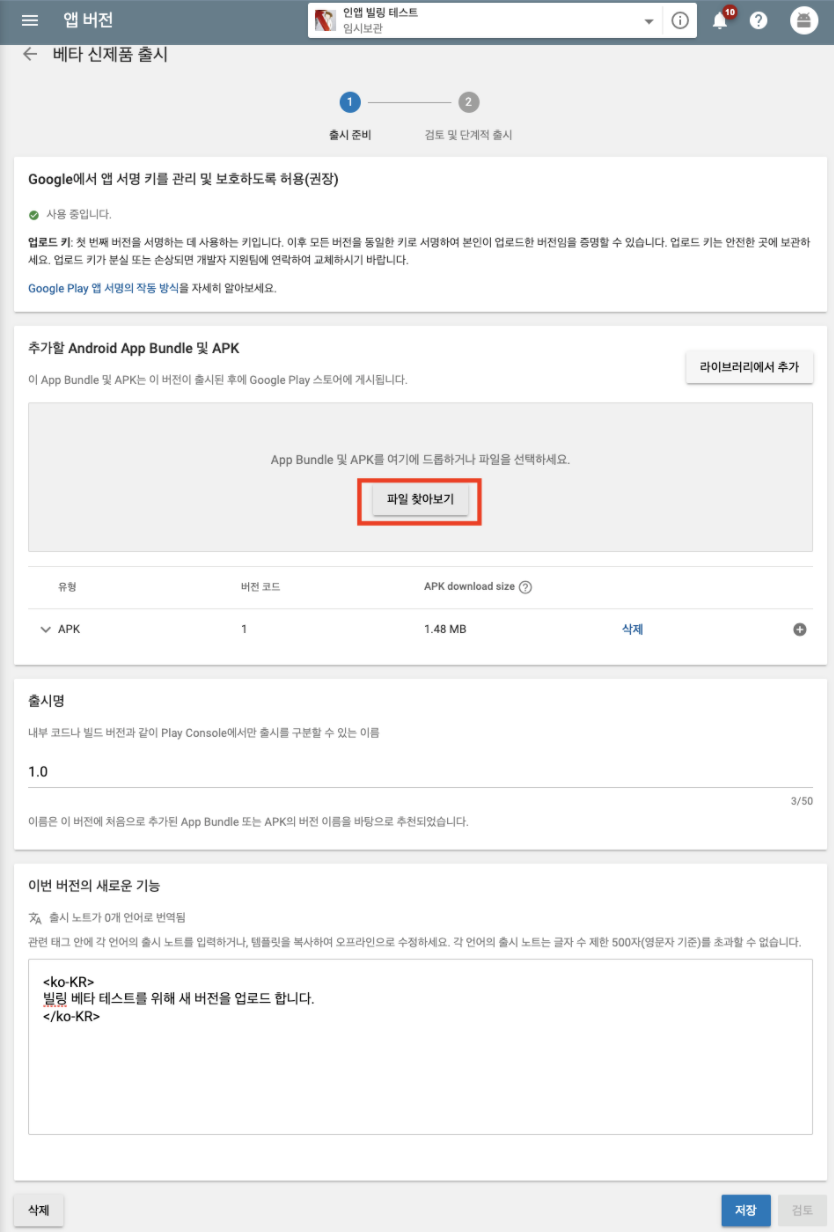 앱 버전
인앱 빌링 테스트
임시보관
10
베타 신제품 출시
1
2
출시 준비
검토 및 단계적 출시
Google에서 앱 서명 키를 관리 및 보호하도록 허용(권장)
사용 중입니다.
업로드 키: 첫 번째 버전을 서명하는 데 사용하는 키입니다. 이후 모든 버전을 동일한 키로 서명하여 본인이 업로드한 버전임을 증명할 수 있습니다. 업로드 키는 안전한 곳에 보관하
세요. 업로드 키가 분실 또는 손상되면 개발자 지원팀에 연락하여 교체하시기 바랍니다.
Google Play 앱 서명의 작동 방식을 자세히 알아보세요.
추가할 Android App Bundle 및 APK
라이브러리에서 추가
이 App Bundle 및 APK는 이 버전이 출시된 후에 Google Play 스토어에 게시됩니다.
App Bundle 및 APK를 여기에 드롭하거나 파일을 선택하세요.
파일 찾아보기
유형 버전 코드 APK download size
APK 1 1.48 MB 삭제
출시명
내부 코드나 빌드 버전과 같이 Play Console에서만 출시를 구분할 수 있는 이름
1.0
3/50
이름은 이 버전에 처음으로 추가된 App Bundle 또는 APK의 버전 이름을 바탕으로 추천되었습니다.
이번 버전의 새로운 기능
출시 노트가 0개 언어로 번역됨
관련 태그 안에 각 언어의 출시 노트를 입력하거나, 템플릿을 복사하여 오프라인으로 수정하세요. 각 언어의 출시 노트는 글자 수 제한 500자(영문자 기준)를 초과할 수 없습니다.
<ko-KR>
빌링 베타 테스트를 위해 새 버전을 업로드 합니다.
</ko-KR>
삭제
저장
검토